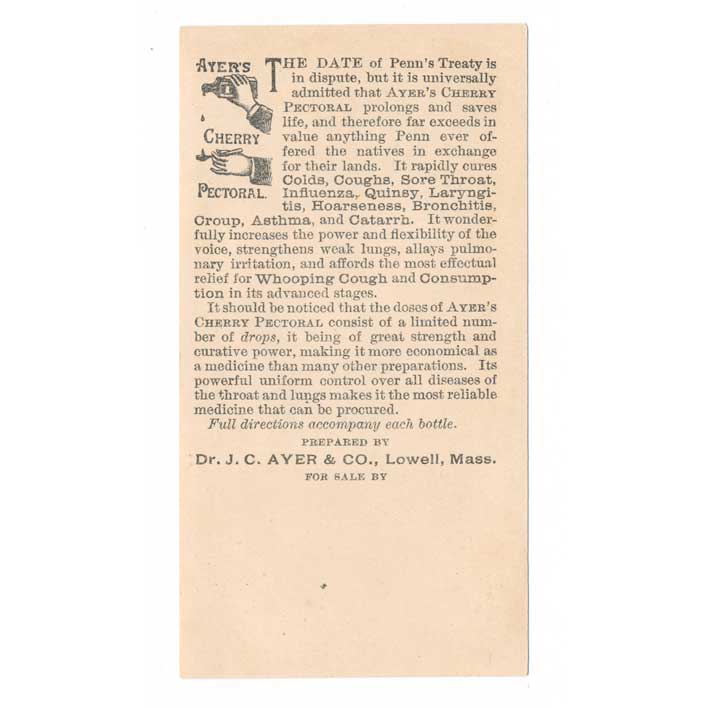 AYER'S
CHERRY
PECTORAL.
THE DATE of Penn's Treaty is
in dispute, but it is universally
admitted that AYER'S CHERRY
PECTORAL prolongs and saves
life, and therefore far exceeds in
value anything Penn ever of-
fered the natives in exchange
for their lands. It rapidly cures
Colds, Coughs, Sore Throat,
Influenza, Quinsy, Laryngi-
tis, Hoarseness, Bronchitis,
Croup, Asthma, and Catarrh. It wonder-
fully increases the power and flexibility of the
voice, strengthens weak lungs, allays pulmo-
nary irritation, and affords the most effectual
relief for Whooping Cough and Consump-
tion in its advanced stages.
It should be noticed that the doses of AYER'S
CHERRY PECTORAL consist of a limited num-
ber of drops, it being of great strength and
curative power, making it more economical as
a medicine than many other preparations. Its
powerful uniform control over all diseases of
the throat and lungs makes it the most reliable
medicine that can be procured.
Full directions accompany each bottle.
PREPARED BY
Dr. J. C. AYER & CO., Lowell, Mass.
FOR SALE BY